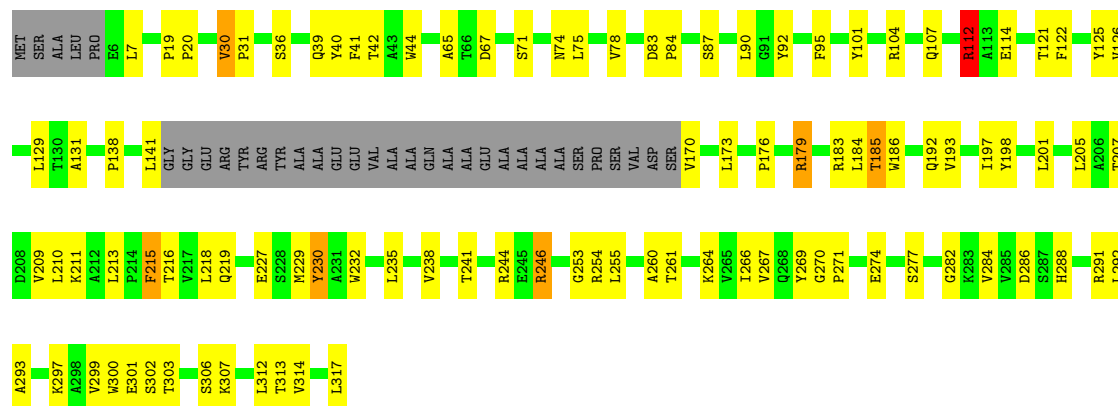 MET SER ALA LEU PRO E6 L7 P19 P20 V30 P31 S36 Q39 Y40 F41 T42 A43 W44 A65 T66 D67 S71 N74 L75 V78 D83 P84 S87 L90 G91 Y92 F95 Y101 R104 Q107 R112 A113 E114 T121 F122 Y125 V126
L129 T130 A131 P138 L141 GLY GLY GLU ARG TYR ARG TYR ALA ALA GLU GLU VAL ALA ALA GLN ALA ALA GLU ALA ALA ALA ALA SER PRO SER VAL ASP SER V170 L173 P176 R179 R183 L184 T185 W186 Q192 V193 I197 Y198 L201 L205 A206 T207
D208 V209 L210 K211 A212 L213 P214 F215 T216 V217 L218 Q219 E227 S228 M229 Y230 A231 W232 L235 V238 T241 R244 E245 R246 G253 R254 L255 A260 T261 K264 V265 I266 V267 Q268 Y269 G270 P271 E274 S277 G282 K283 V284 V285 D286 S287 H288 R291 L292
A293 K297 A298 V299 W300 E301 S302 T303 S306 K307 L312 T313 V314 L317